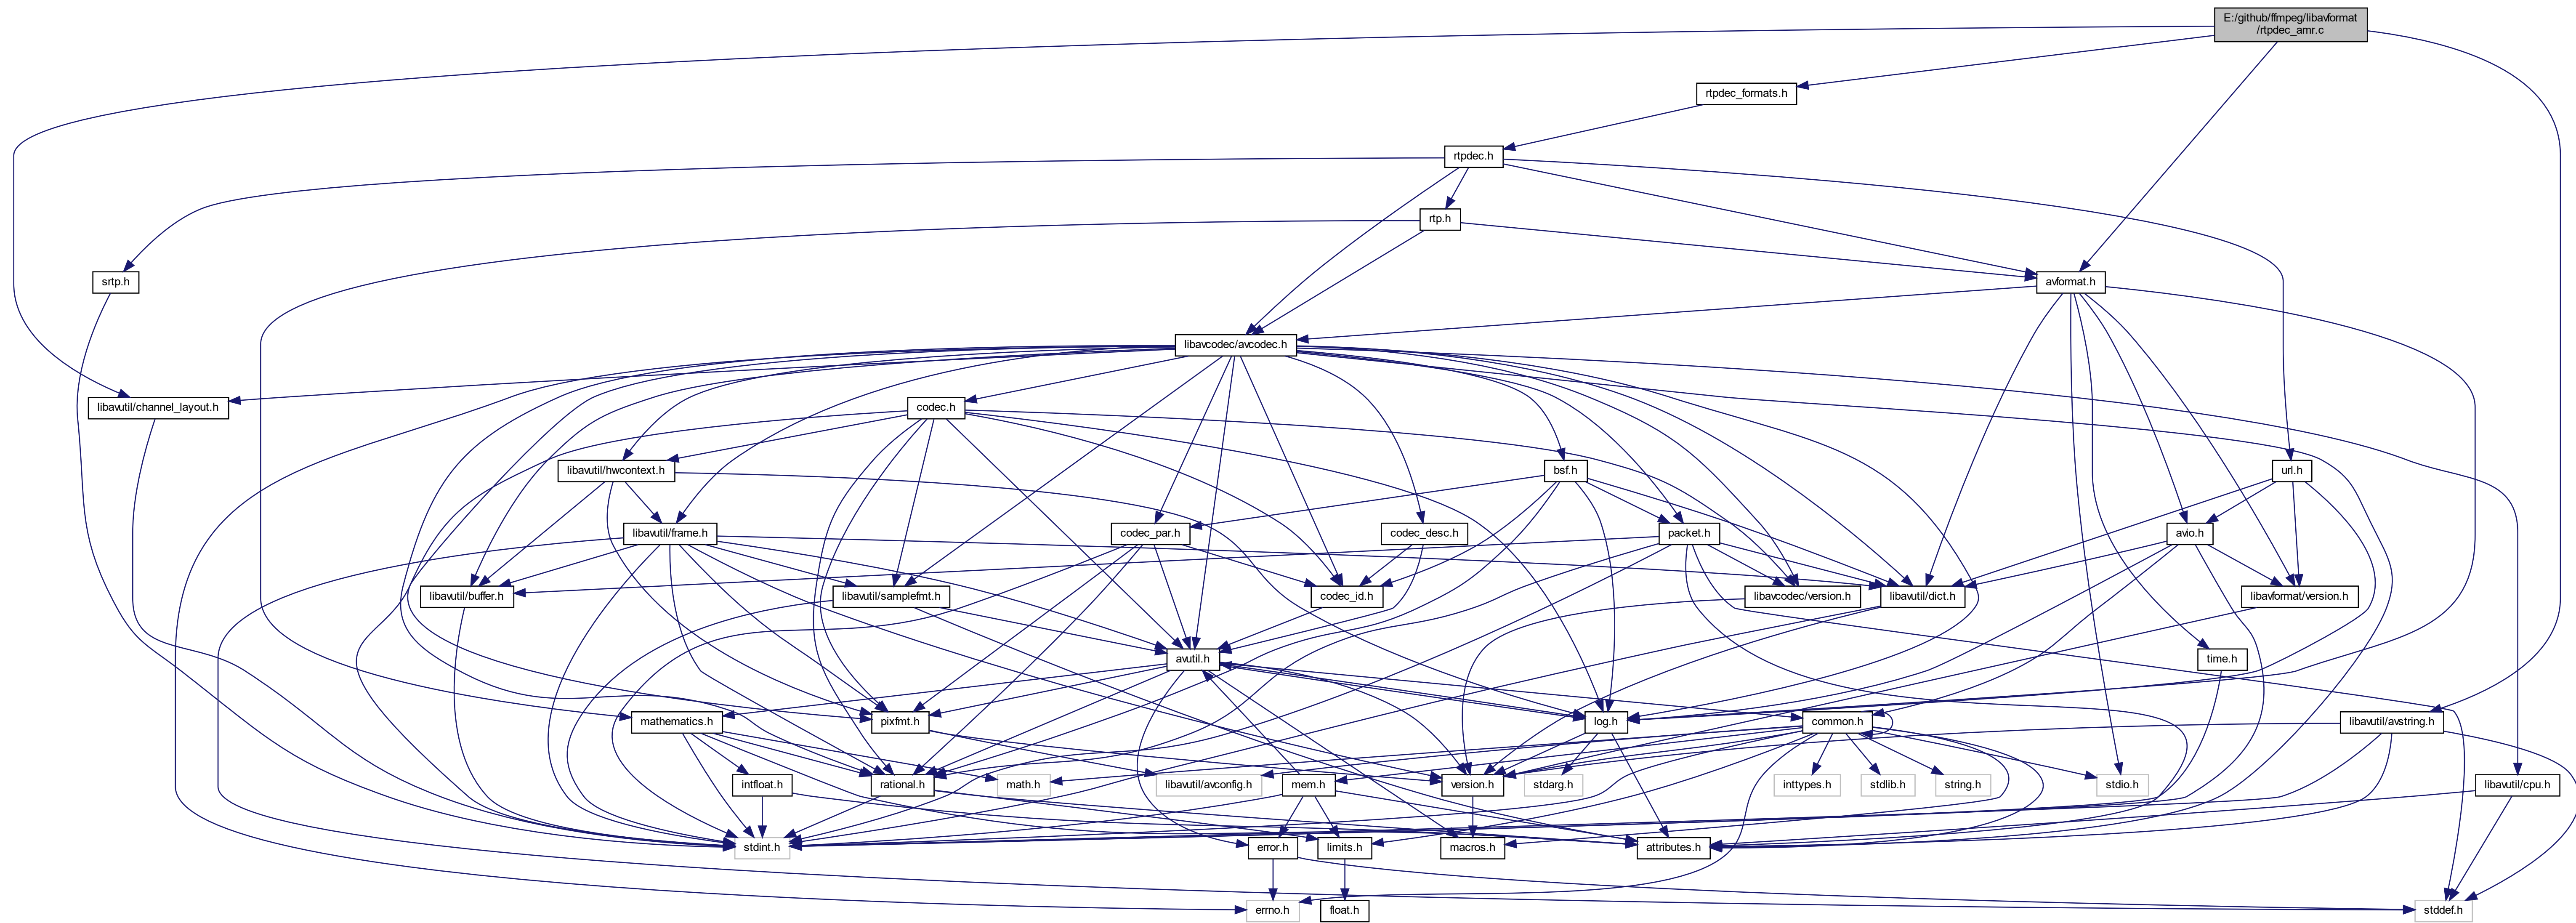 E:/github/ffmpeg/libavformat
/rtpdec_amr.c
rtpdec_formats.h
rtpdec.h
rtp.h
srtp.h
avformat.h
libavcodec/avcodec.h
libavutil/channel_layout.h
codec.h
libavutil/hwcontext.h
bsf.h
url.h
libavutil/frame.h
codec_par.h
codec_desc.h
packet.h
avio.h
libavutil/buffer.h
libavutil/samplefmt.h
codec_id.h
libavcodec/version.h
libavutil/dict.h
libavformat/version.h
avutil.h
time.h
mathematics.h
pixfmt.h
log.h
common.h
libavutil/avstring.h
intfloat.h
rational.h
math.h
libavutil/avconfig.h
mem.h
version.h
stdarg.h
inttypes.h
stdlib.h
string.h
stdio.h
libavutil/cpu.h
stdint.h
error.h
limits.h
macros.h
attributes.h
errno.h
float.h
stddef.h